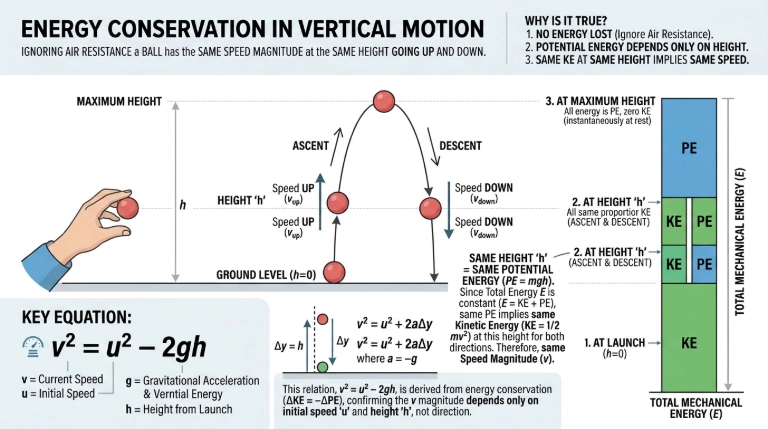 ENERGY CONSERVATION IN VERTICAL MOTION
IGNORING AIR RESISTANCE a BALL has the SAME SPEED MAGNITUDE at the SAME HEIGHT GOING UP AND DOWN.
WHY IS IT TRUE?
1. NO ENERGY LOST (Ignore Air Resistance).
2. POTENTIAL ENERGY DEPENDS ONLY ON HEIGHT.
3. SAME KE AT SAME HEIGHT IMPLIES SAME SPEED.
MAXIMUM HEIGHT
ASCENT
DESCENT
h
HEIGHT 'h'
Speed UP
(v_up)
Speed UP
(v_up)
Speed DOWN
(v_down)
Speed DOWN
(v_down)
GROUND LEVEL (h=0)
3. AT MAXIMUM HEIGHT
All energy is PE, zero KE
(instantaneously at rest)
2. AT HEIGHT 'h'
All same proportior KE
(ASCENT & DESCENT)
2. AT HEIGHT 'h'
(ASCENT & DESCENT)
1. AT LAUNCH
(h=0)
PE
KE PE
KE PE
KE
TOTAL MECHANICAL ENERGY (E)
TOTAL MECHANICAL
ENERGY (E)
SAME HEIGHT 'h'
= SAME POTENTIAL
ENERGY (PE = mgh).
Since Total Energy E is
constant (E = KE + PE),
same PE implies same
Kinetic Energy (KE = 1/2
mv²) at this height for both
directions. Therefore, same
Speed Magnitude (v).
KEY EQUATION:
v² = u² − 2gh
v = Current Speed
u = Initial Speed
g = Gravitational Acceleration
& Verntial Energy
h = Height from Launch
Δy = h
Δy
v² = u² + 2aΔy
v² = u² + 2aΔy
where a = −g
This relation, v² = u² − 2gh, is derived from energy conservation
(ΔKE = −ΔPE), confirming the v magnitude depends only on
initial speed 'u' and height 'h', not direction.